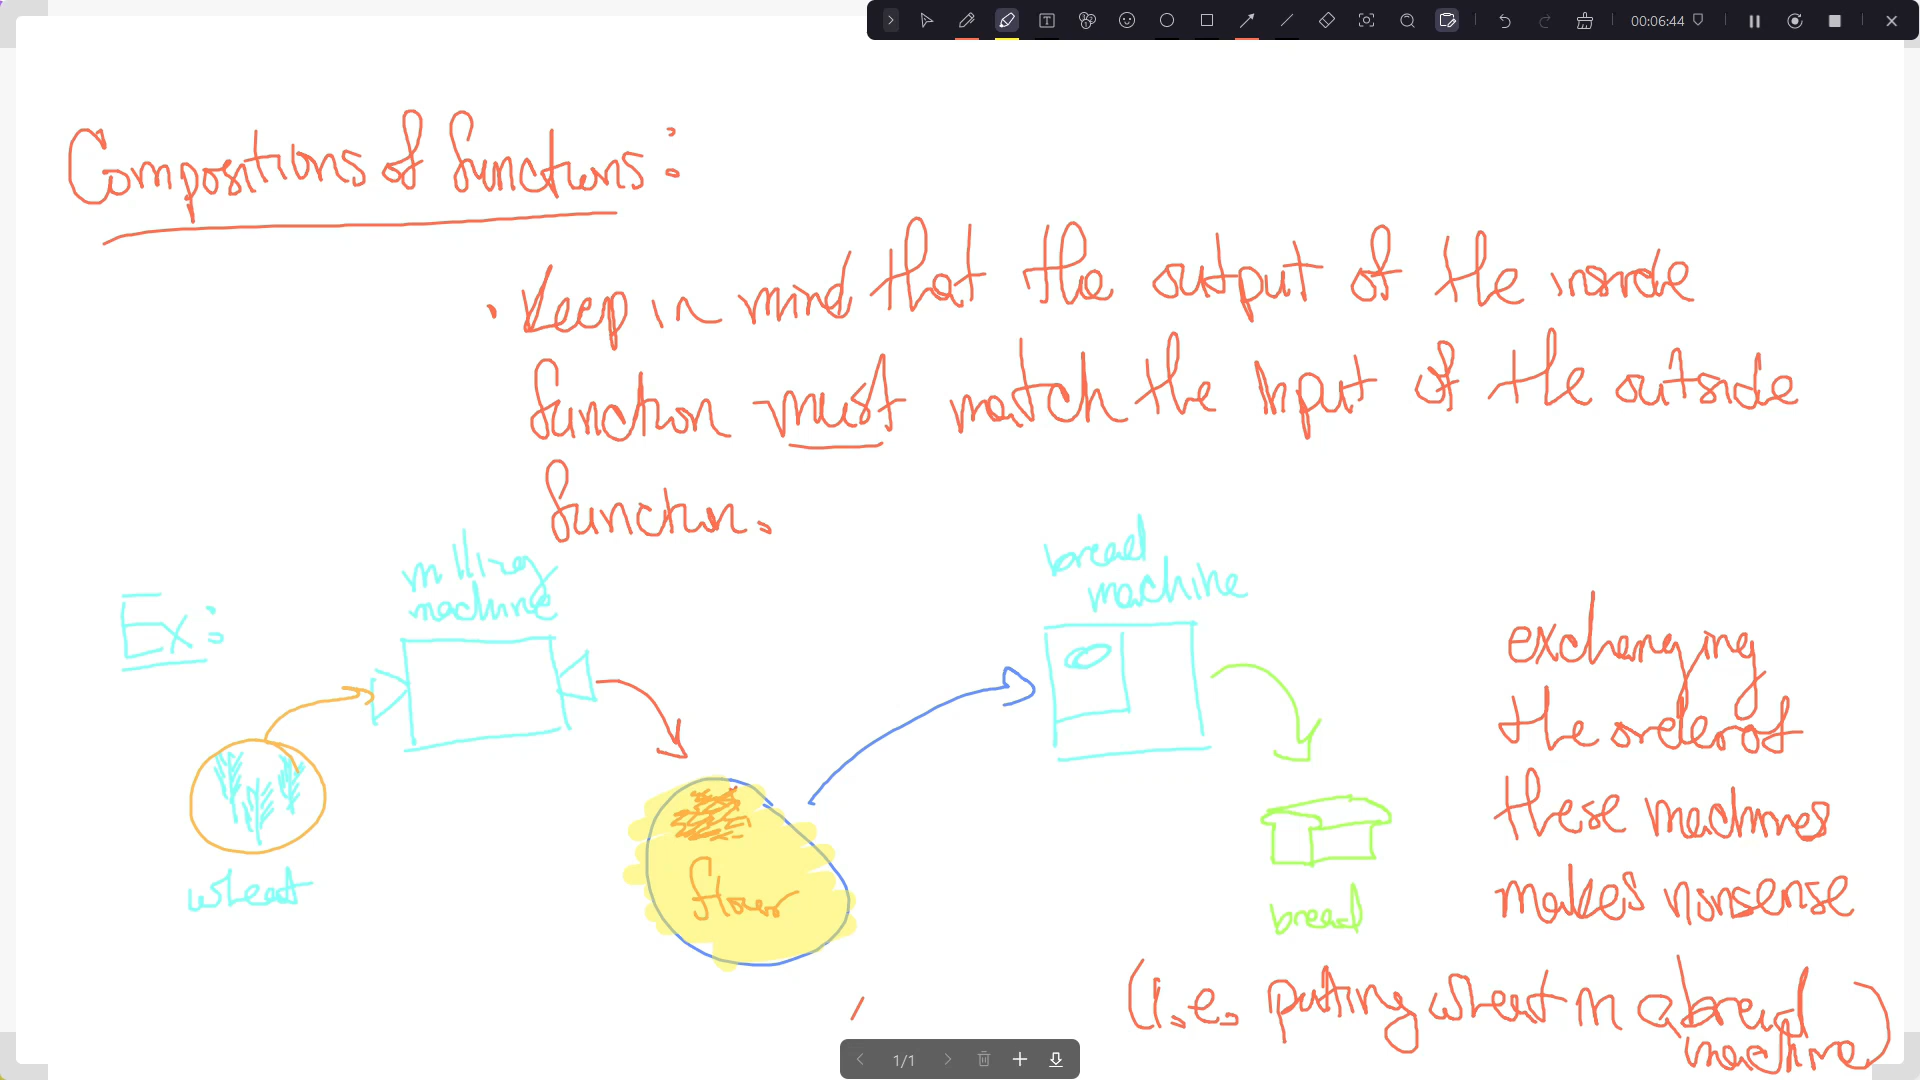 00:06:44
Compositions of functions:
• Keep in mind that the output of the inside
function must match the input of the outside
function.
Ex:
milling
machine
bread
machine
wheat
flour
bread
exchanging
the order of
these machines
makes nonsense
(i.e. putting wheat in a bread
machine)
1/1